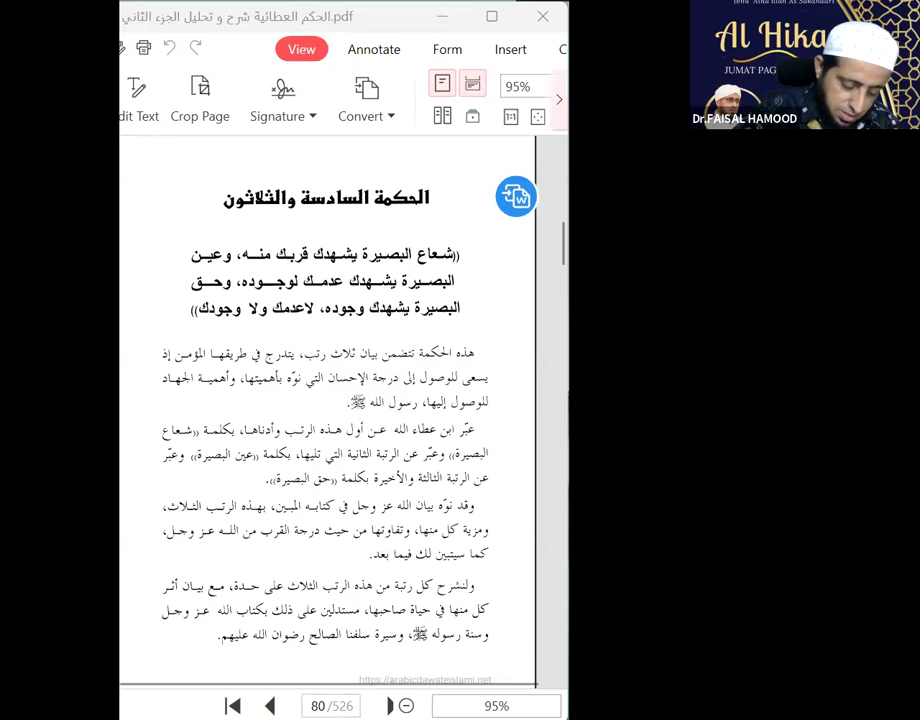 الحكم العطائية شرح و تحليل الجزء الثاني.pdf
View Annotate Form Insert C
dit Text Crop Page Signature Convert 95%
الحكمة السادسة والثلاثون
((شعاع البصيرة يشهدك قربك منه، وعين
البصيرة يشهدك عدمك لوجوده، وحق
البصيرة يشهدك وجوده، لاعدمك ولا وجودك))
هذه الحكمة تتضمن بيان ثلاث رتب، يتدرج في طريقها المؤمن إذ
يسعى للوصول إلى درجة الإحسان التي نوّه بأهميتها، وأهمية الجهاد
للوصول إليها، رسول الله ﷺ.
عبّر ابن عطاء الله عن أول هذه الرتب وأدناها، بكلمة ((شعاع
البصيرة)) وعبّر عن الرتبة الثانية التي تليها، بكلمة ((عين البصيرة)) وعبّر
عن الرتبة الثالثة والأخيرة بكلمة ((حق البصيرة)).
وقد نوّه بيان الله عز وجل في كتابه المبين، بهذه الرتب الثلاث،
ومزية كل منها، وتفاوتها من حيث درجة القرب من الله عز وجل،
كما سيتبين لك فيما بعد.
ولنشرح كل رتبة من هذه الرتب الثلاث على حدة، مع بيان أثر
كل منها في حياة صاحبها، مستدلين على ذلك بكتاب الله عز وجل
وسنة رسوله ﷺ، وسيرة سلفنا الصالح رضوان الله عليهم.
https://arabicdawateislami.net
80 /526 95%
Al Hika
JUMAT PAG
Dr.FAISAL HAMOOD